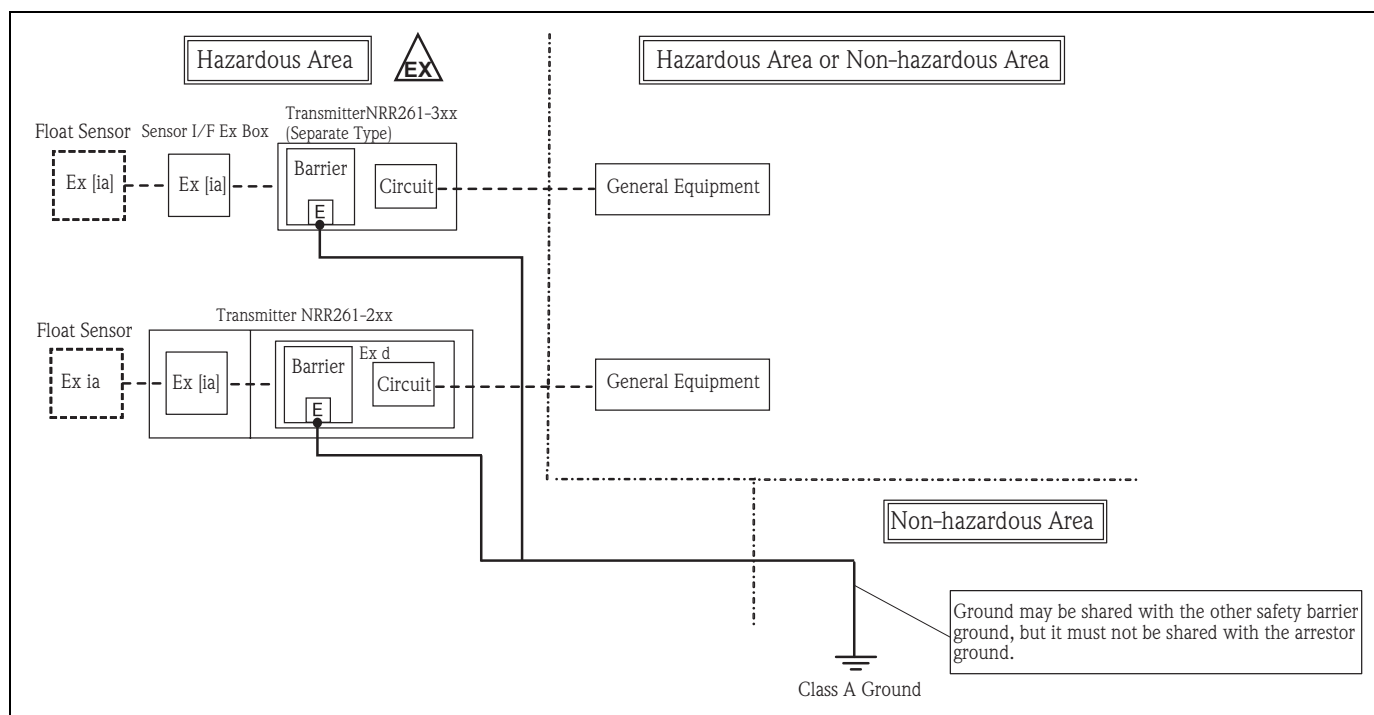 Hazardous Area
EX
Hazardous Area or Non-hazardous Area
TransmitterNRR261-3xx
(Separate Type)
Float Sensor
Sensor I/F Ex Box
Ex [ia]
Ex [ia]
Barrier
E
Circuit
General Equipment
Transmitter NRR261-2xx
Float Sensor
Ex ia
Ex [ia]
Barrier
E
Ex d
Circuit
General Equipment
Non-hazardous Area
Ground may be shared with the other safety barrier
ground, but it must not be shared with the arrestor
ground.
Class A Ground